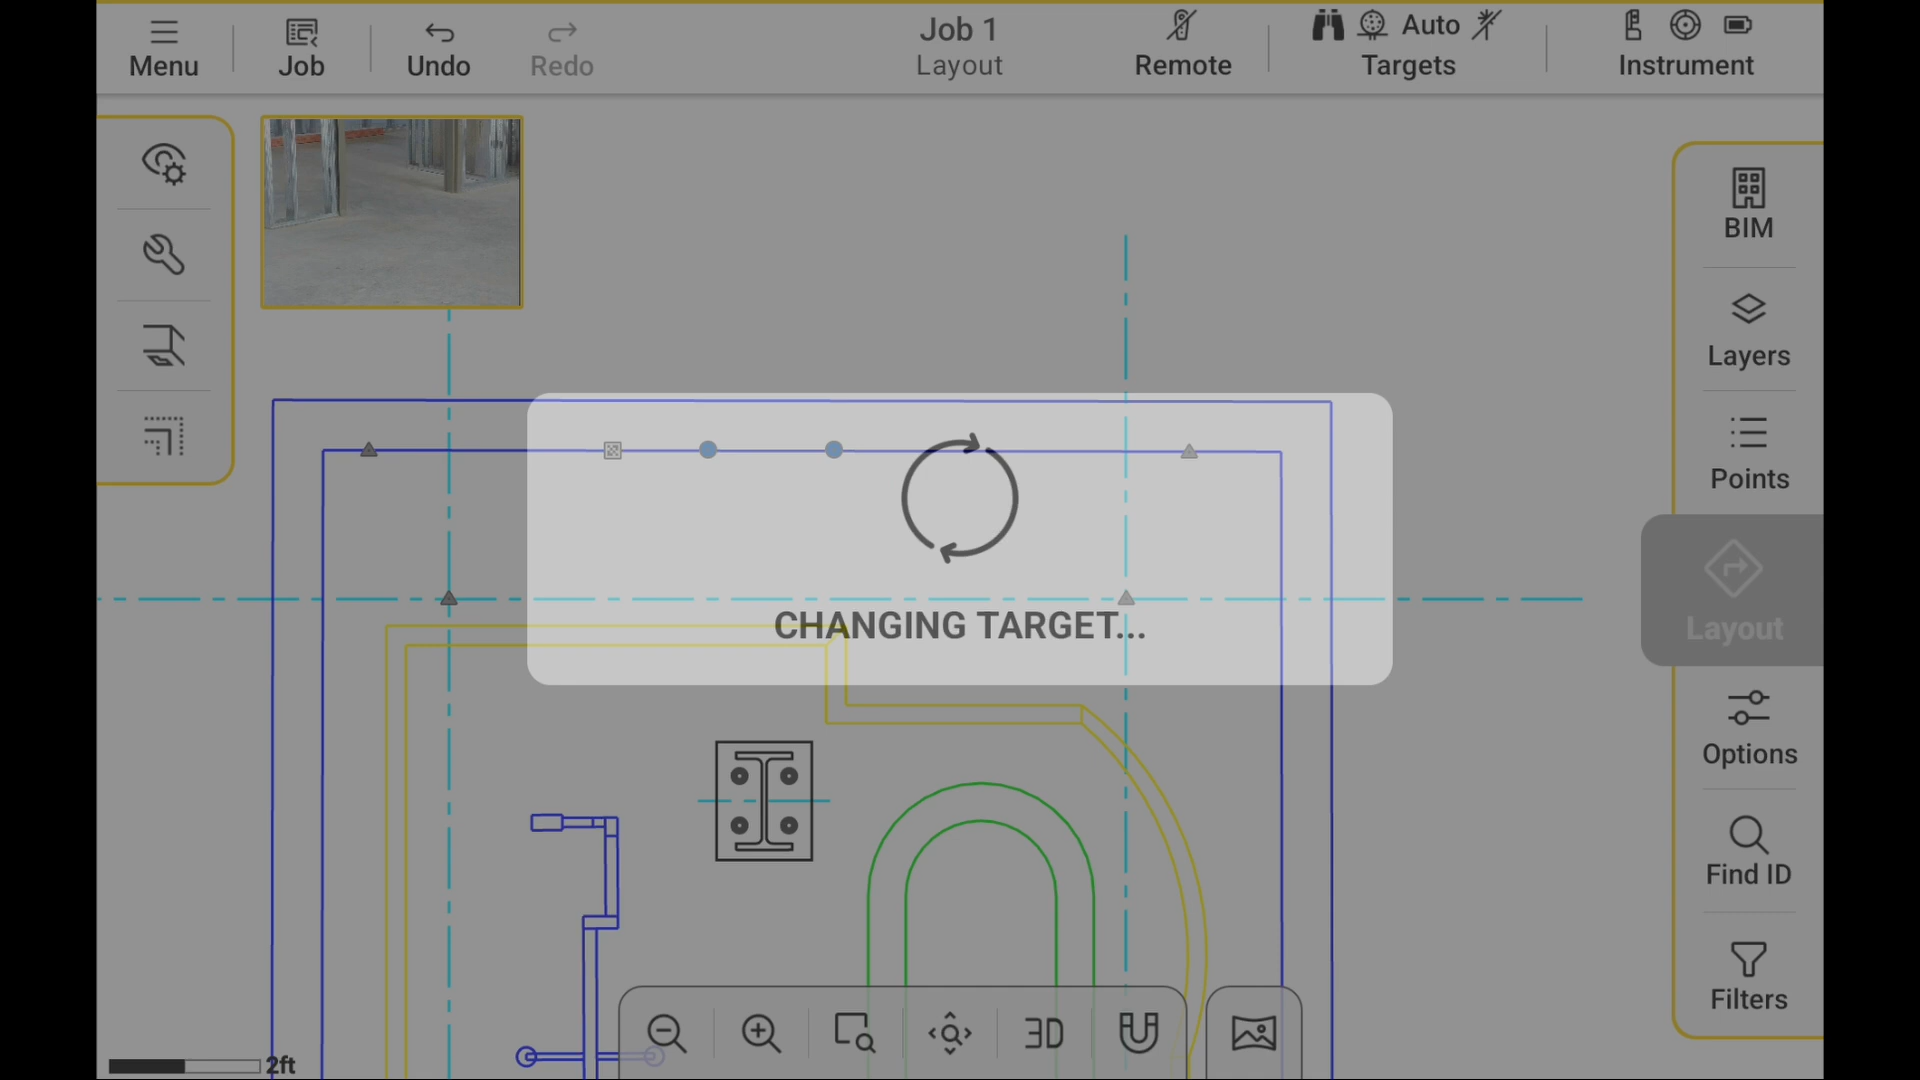 Menu
Job
Undo
Redo
Job 1
Layout
Remote
Auto
Targets
Instrument
BIM
Layers
Points
Layout
Options
Find ID
Filters
CHANGING TARGET...
3D
2ft